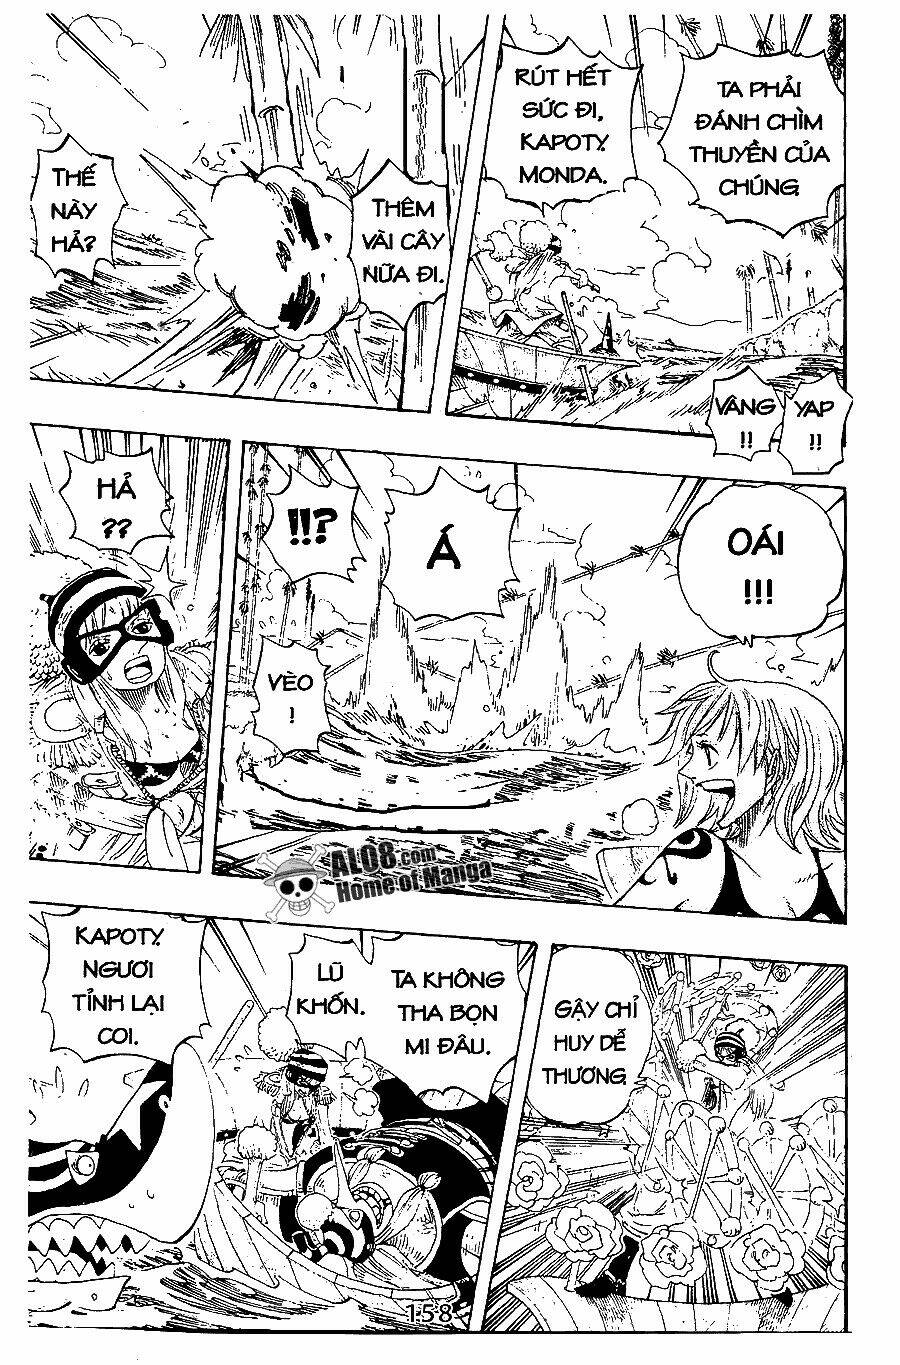 TA PHẢI
ĐÁNH CHÌM
THUYỀN CỦA
CHÚNG
RÚT HẾT
SỨC ĐI,
KAPOTY.
MONDA.
YAP
!!
VÂNG
!!
THÊM
VÀI CÂY
NỮA ĐI.
THẾ
NÀY
HẢ?
OÁI
!!!
Á
!!?
VÈO
!
HẢ
??
ALO8.com
Home of Manga
GẬY CHỈ
HUY DỄ
THƯƠNG
TA KHÔNG
THA BỌN
MI ĐÂU.
LŨ
KHỐN.
KAPOTY.
NGƯƠI
TỈNH LẠI
COI.
158